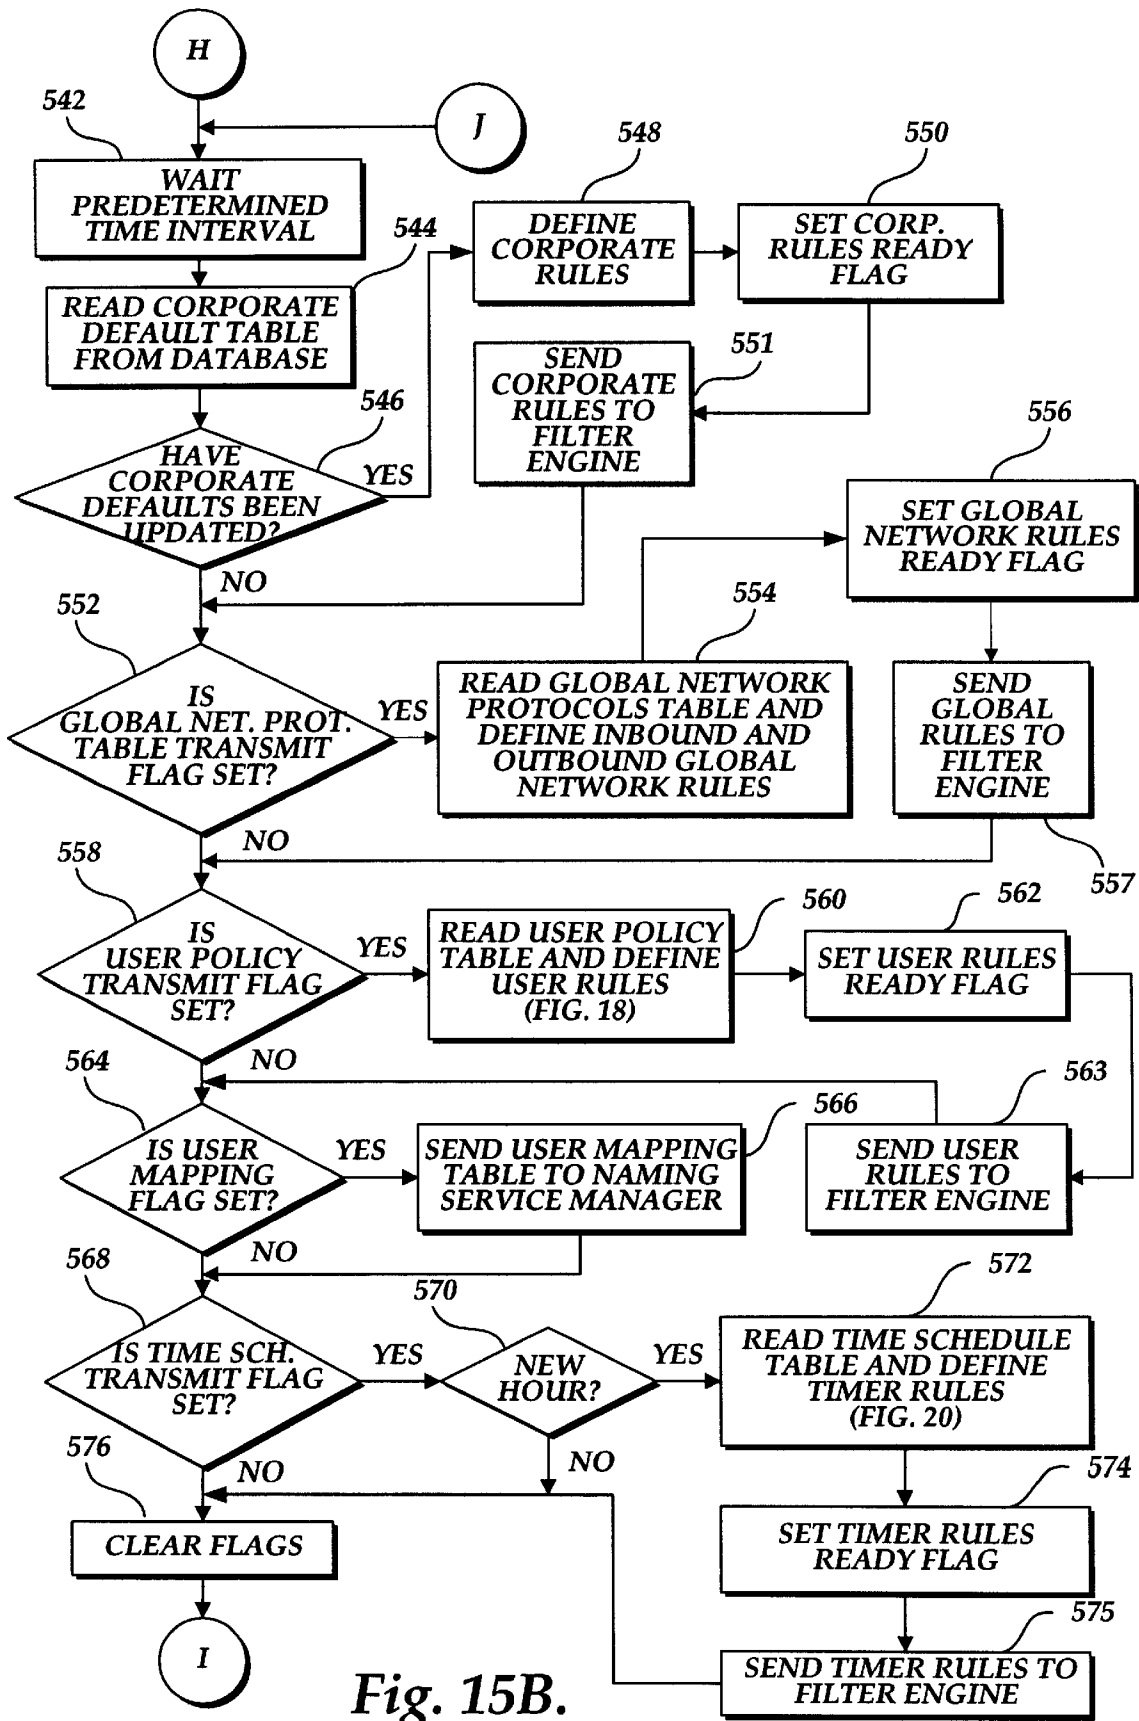 H
542
J
WAIT
PREDETERMINED
TIME INTERVAL
548
550
DEFINE
CORPORATE
RULES
SET CORP.
RULES READY
FLAG
544
READ CORPORATE
DEFAULT TABLE
FROM DATABASE
551
SEND
CORPORATE
RULES TO
FILTER
ENGINE
546
HAVE
CORPORATE
DEFAULTS BEEN
UPDATED?
YES
NO
556
SET GLOBAL
NETWORK RULES
READY FLAG
552
554
IS
GLOBAL NET. PROT.
TABLE TRANSMIT
FLAG SET?
YES
READ GLOBAL NETWORK
PROTOCOLS TABLE AND
DEFINE INBOUND AND
OUTBOUND GLOBAL
NETWORK RULES
SEND
GLOBAL
RULES TO
FILTER
ENGINE
NO
557
558
560
562
IS
USER POLICY
TRANSMIT FLAG
SET?
YES
READ USER POLICY
TABLE AND DEFINE
USER RULES
(FIG. 18)
SET USER RULES
READY FLAG
NO
564
563
566
IS USER
MAPPING
FLAG SET?
YES
SEND USER MAPPING
TABLE TO NAMING
SERVICE MANAGER
SEND USER
RULES TO
FILTER ENGINE
NO
568
570
572
IS TIME SCH.
TRANSMIT FLAG
SET?
YES
NEW
HOUR?
YES
READ TIME SCHEDULE
TABLE AND DEFINE
TIMER RULES
(FIG. 20)
NO
NO
576
574
CLEAR FLAGS
SET TIMER RULES
READY FLAG
575
I
SEND TIMER RULES TO
FILTER ENGINE
Fig. 15B.